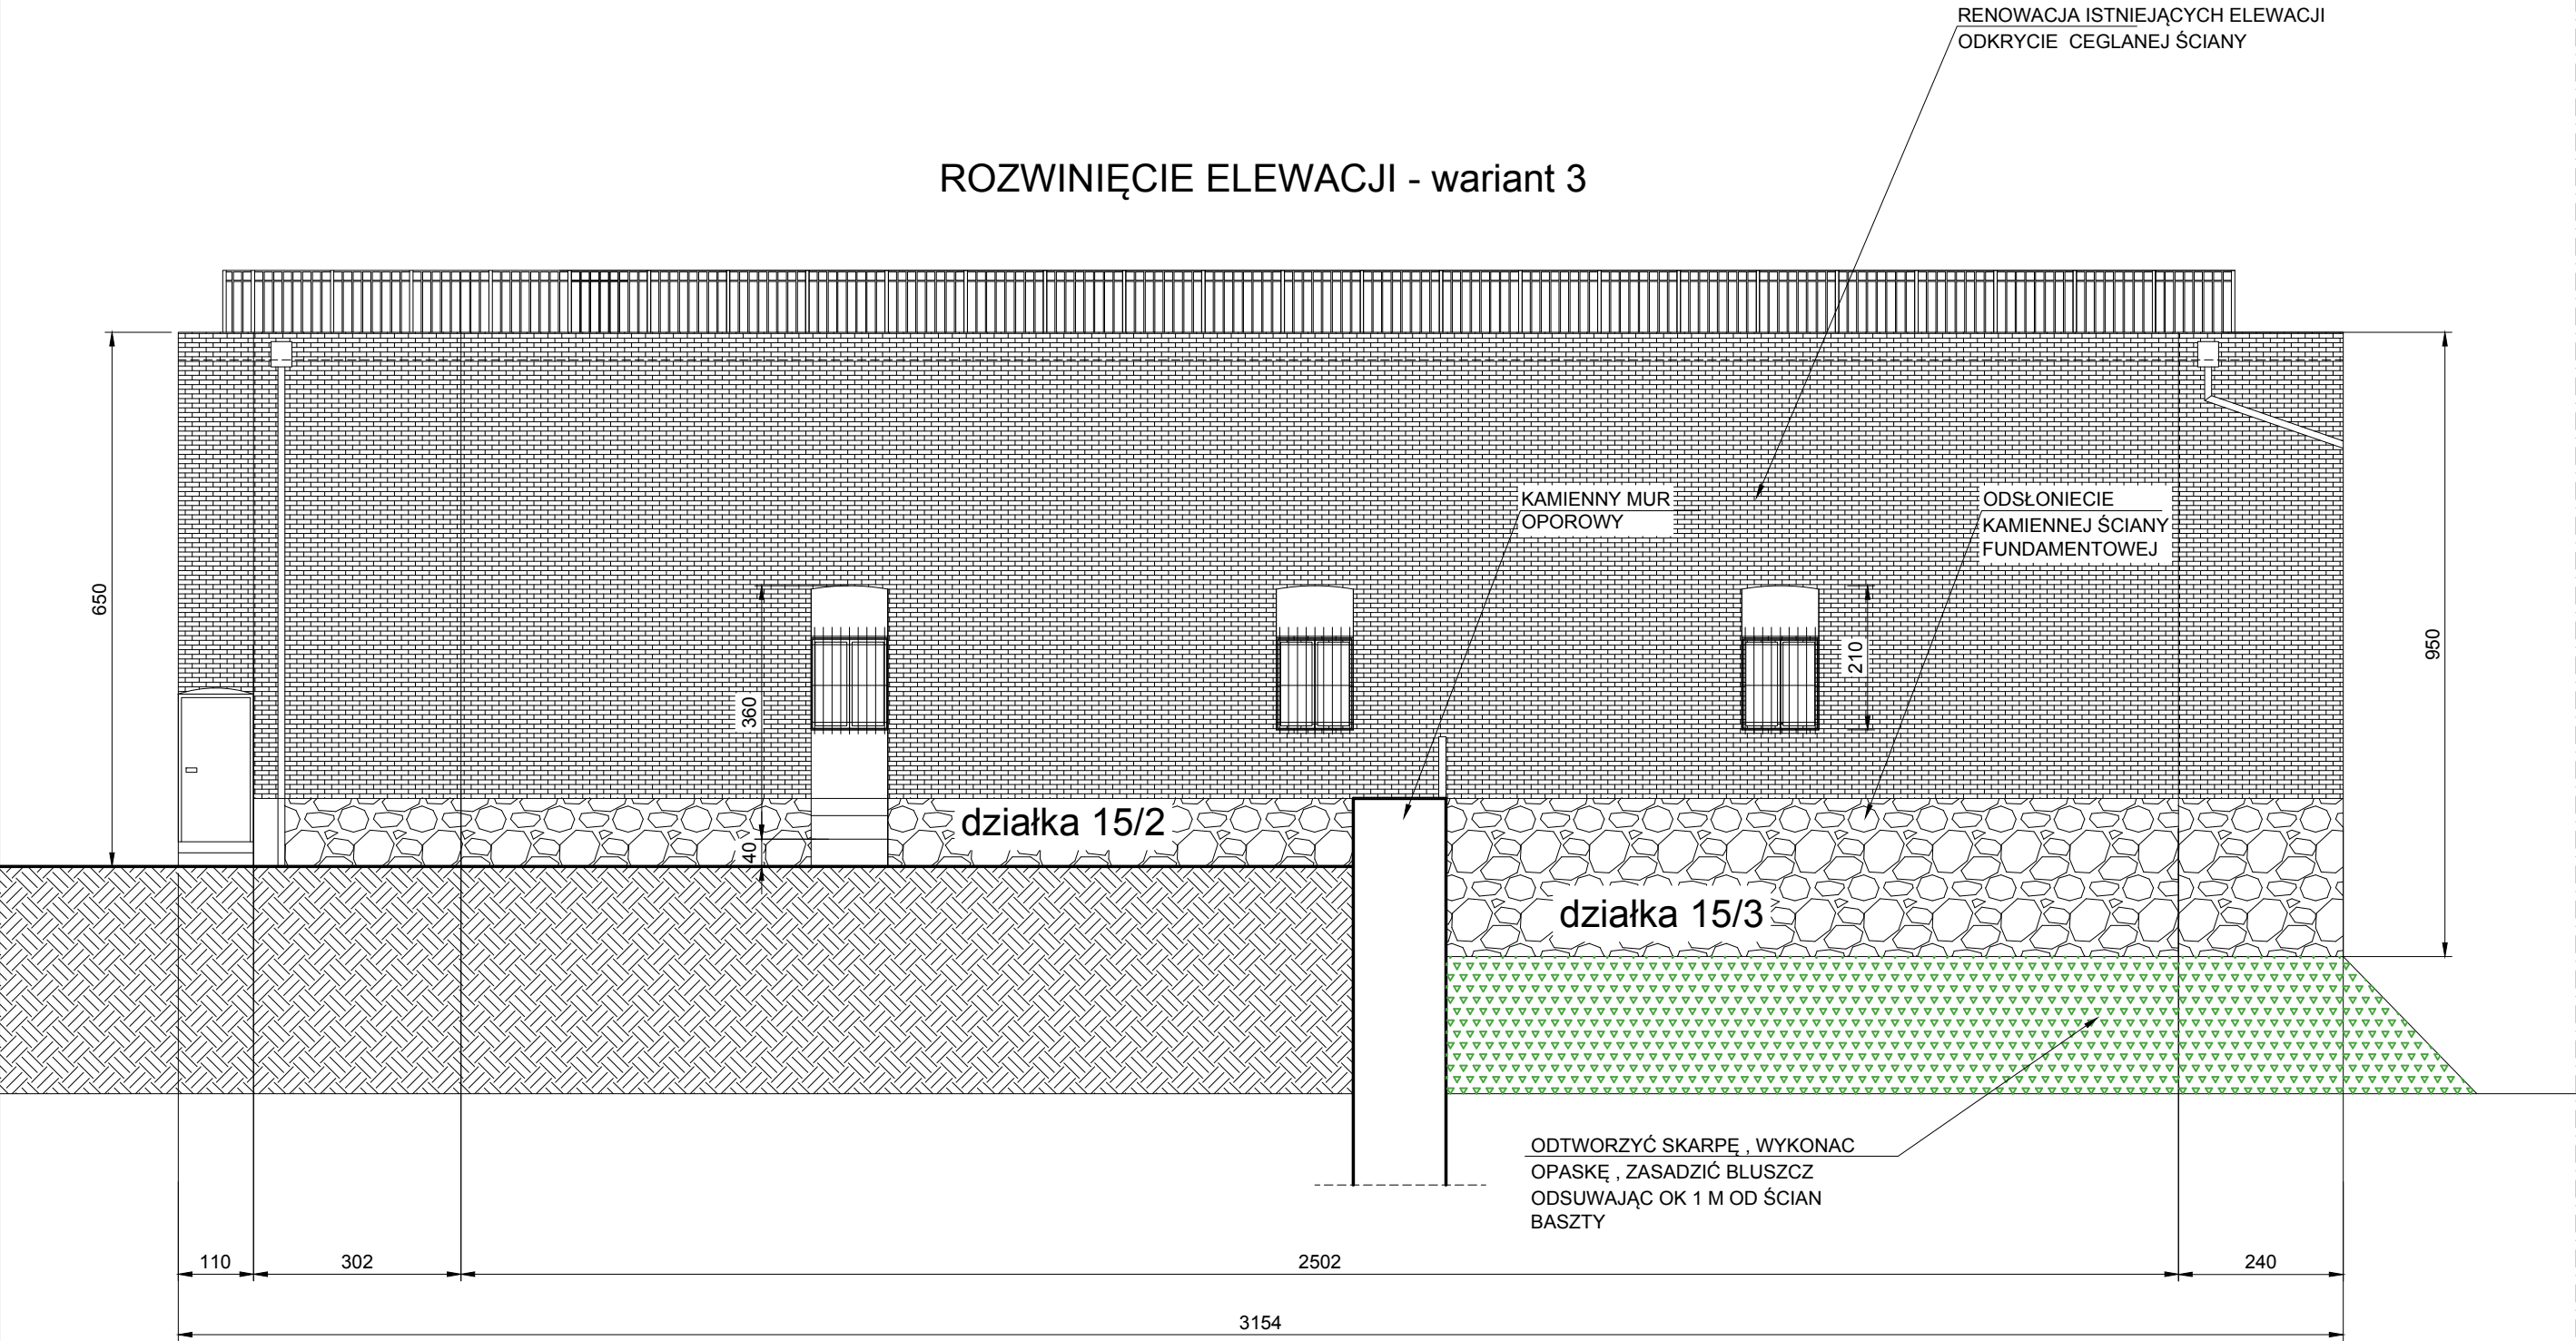 RENOWACJA ISTNIEJĄCYCH ELEWACJI
ODKRYCIE CEGLANEJ ŚCIANY
ROZWINIĘCIE ELEWACJI - wariant 3
KAMIENNY MUR
OPOROWY
ODSŁONIECIE
KAMIENNEJ ŚCIANY
FUNDAMENTOWEJ
650
360
210
950
działka 15/2
40
działka 15/3
ODTWORZYĆ SKARPĘ , WYKONAC
OPASKĘ , ZASADZIĆ BLUSZCZ
ODSUWAJĄC OK 1 M OD ŚCIAN
BASZTY
110
302
2502
240
3154